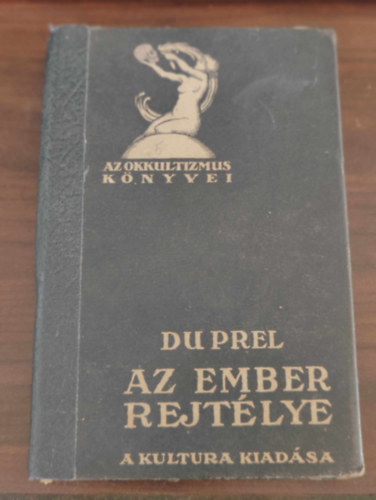 AZ OKKULTIZMUS
KÖNYVEI
DU PREL
AZ EMBER
REJTÉLYE
A KULTURA KIADÁSA